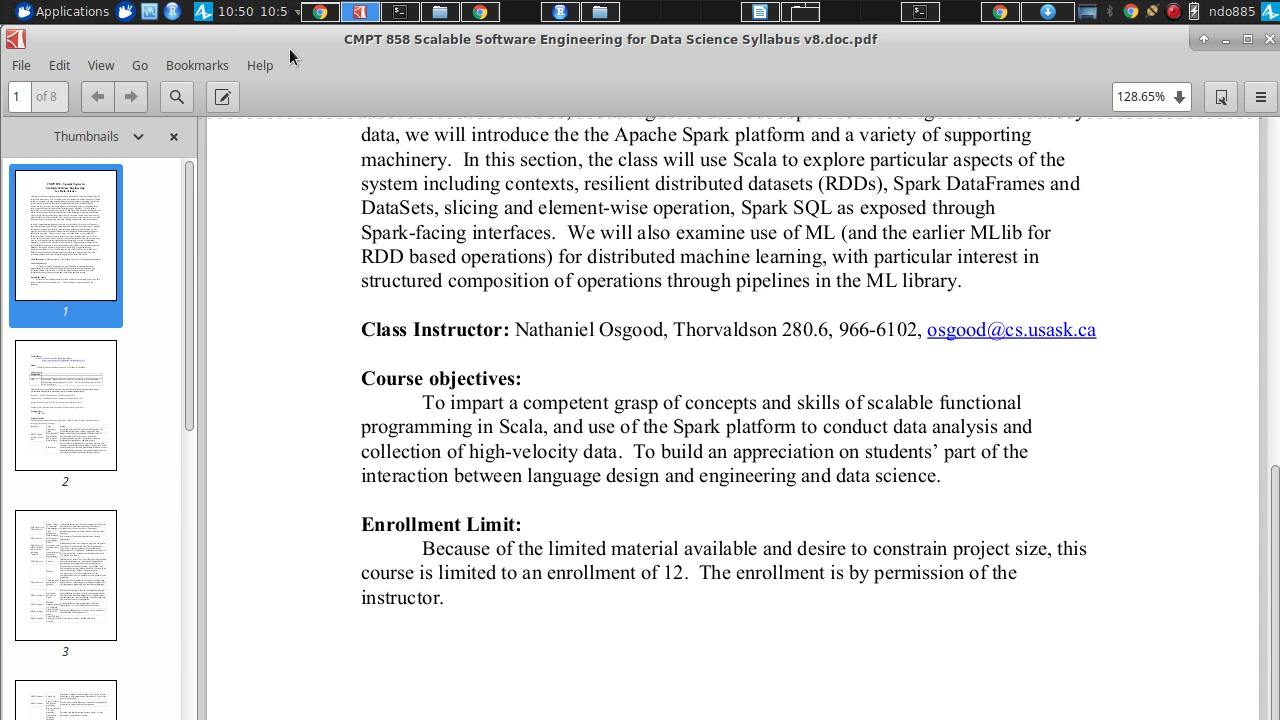 Applications
10:50 10:5
ndo885
CMPT 858 Scalable Software Engineering for Data Science Syllabus v8.doc.pdf
File Edit View Go Bookmarks Help
1 of 8
128.65%
Thumbnails
1
2
3
data, we will introduce the the Apache Spark platform and a variety of supporting
machinery. In this section, the class will use Scala to explore particular aspects of the
system including contexts, resilient distributed datasets (RDDs), Spark DataFrames and
DataSets, slicing and element-wise operation, Spark SQL as exposed through
Spark-facing interfaces. We will also examine use of ML (and the earlier MLlib for
RDD based operations) for distributed machine learning, with particular interest in
structured composition of operations through pipelines in the ML library.
Class Instructor: Nathaniel Osgood, Thorvaldson 280.6, 966-6102, osgood@cs.usask.ca
Course objectives:
To impart a competent grasp of concepts and skills of scalable functional
programming in Scala, and use of the Spark platform to conduct data analysis and
collection of high-velocity data. To build an appreciation on students’ part of the
interaction between language design and engineering and data science.
Enrollment Limit:
Because of the limited material available and desire to constrain project size, this
course is limited to an enrollment of 12. The enrollment is by permission of the
instructor.